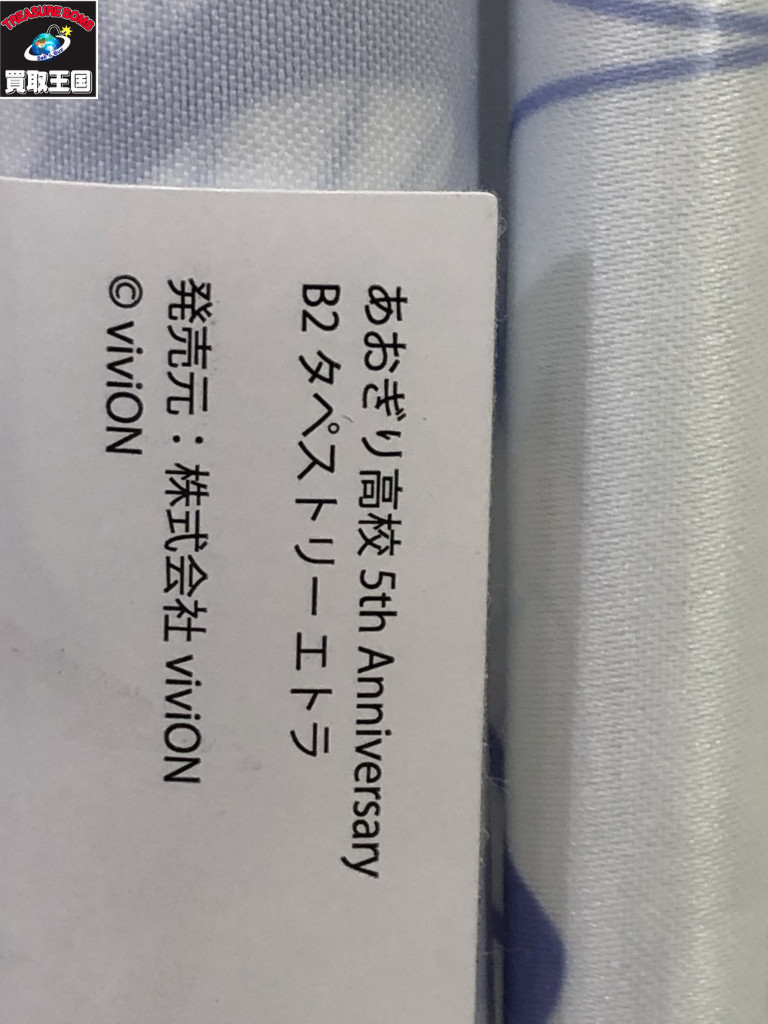 TREASURE BOMB
買取王国
あおぎり高校 5th Anniversary
B2 タペストリー エトラ
発売元：株式会社 viviON
© viviON